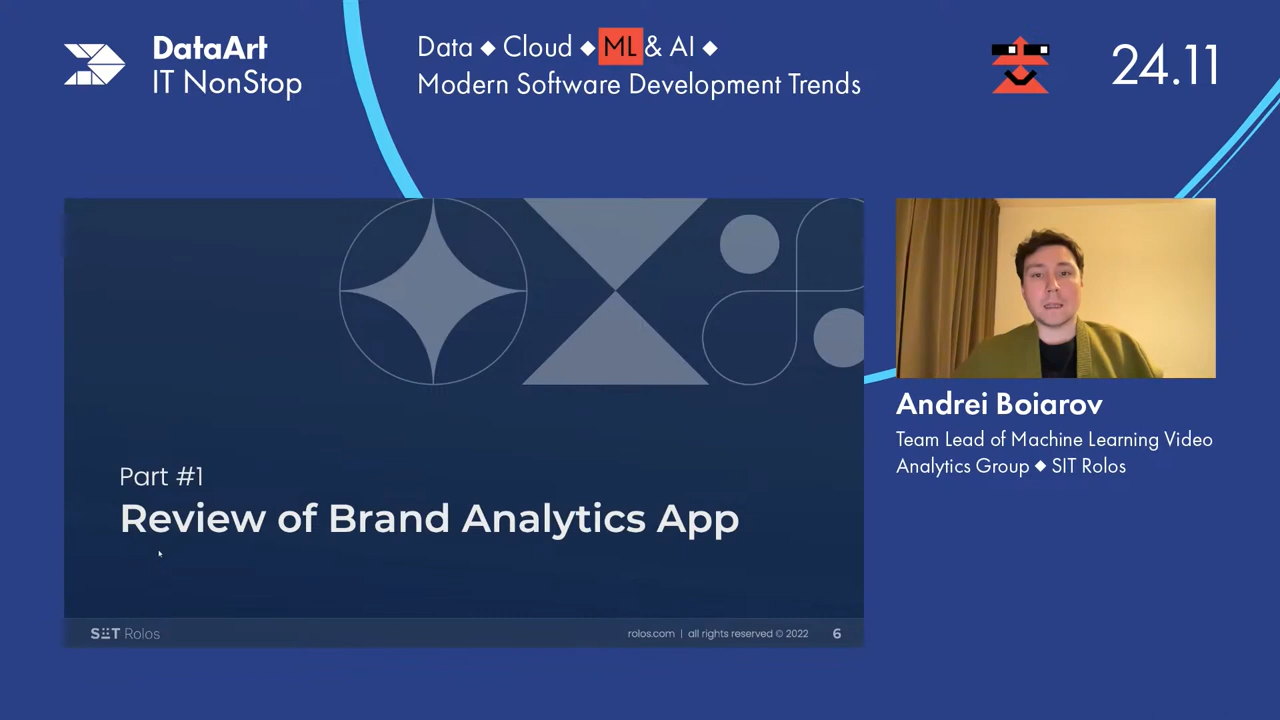 DataArt
IT NonStop
Data ◆ Cloud ◆ ML & AI ◆
Modern Software Development Trends
24.11
Part #1
Review of Brand Analytics App
SIT Rolos
rolos.com | all rights reserved © 2022 6
Andrei Boiarov
Team Lead of Machine Learning Video
Analytics Group ◆ SIT Rolos